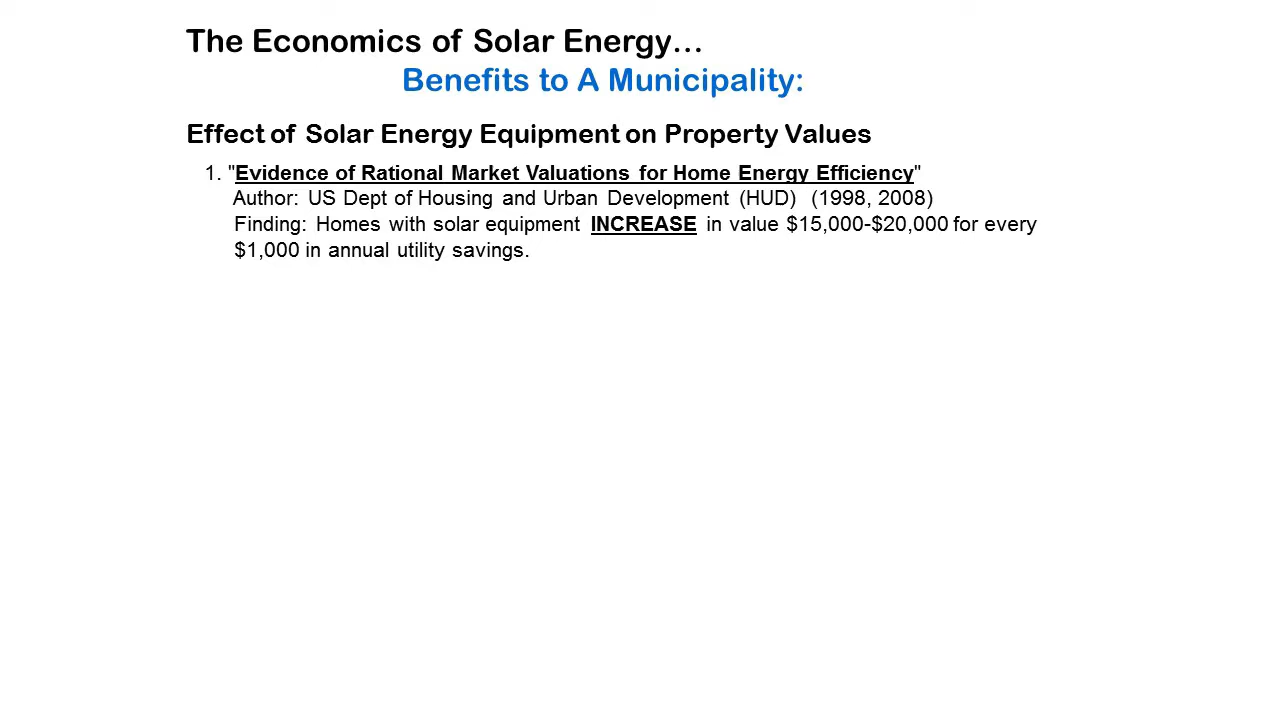 The Economics of Solar Energy…
Benefits to A Municipality:
Effect of Solar Energy Equipment on Property Values
1. "Evidence of Rational Market Valuations for Home Energy Efficiency"
Author: US Dept of Housing and Urban Development (HUD) (1998, 2008)
Finding: Homes with solar equipment INCREASE in value $15,000-$20,000 for every
$1,000 in annual utility savings.